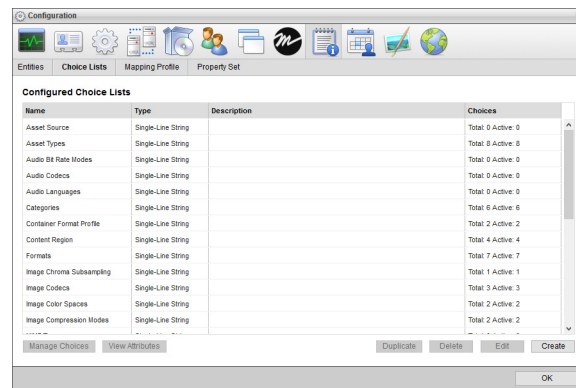 Configuration
Entities Choice Lists Mapping Profile Property Set
Configured Choice Lists
Name Type Description Choices
Asset Source Single-Line String Total: 0 Active: 0
Asset Types Single-Line String Total: 8 Active: 8
Audio Bit Rate Modes Single-Line String Total: 0 Active: 0
Audio Codecs Single-Line String Total: 0 Active: 0
Audio Languages Single-Line String Total: 0 Active: 0
Categories Single-Line String Total: 6 Active: 6
Container Format Profile Single-Line String Total: 2 Active: 2
Content Region Single-Line String Total: 4 Active: 4
Formats Single-Line String Total: 7 Active: 7
Image Chroma Subsampling Single-Line String Total: 1 Active: 1
Image Codecs Single-Line String Total: 3 Active: 3
Image Color Spaces Single-Line String Total: 2 Active: 2
Image Compression Modes Single-Line String Total: 2 Active: 2
Manage Choices View Attributes Duplicate Delete Edit Create
OK